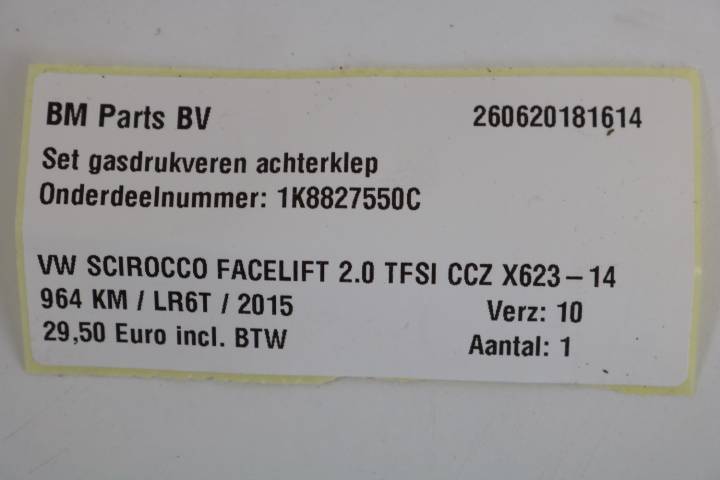 BM Parts BV 260620181614
Set gasdrukveren achterklep
Onderdeelnummer: 1K8827550C
VW SCIROCCO FACELIFT 2.0 TFSI CCZ X623-14
964 KM / LR6T / 2015 Verz: 10
29,50 Euro incl. BTW Aantal: 1